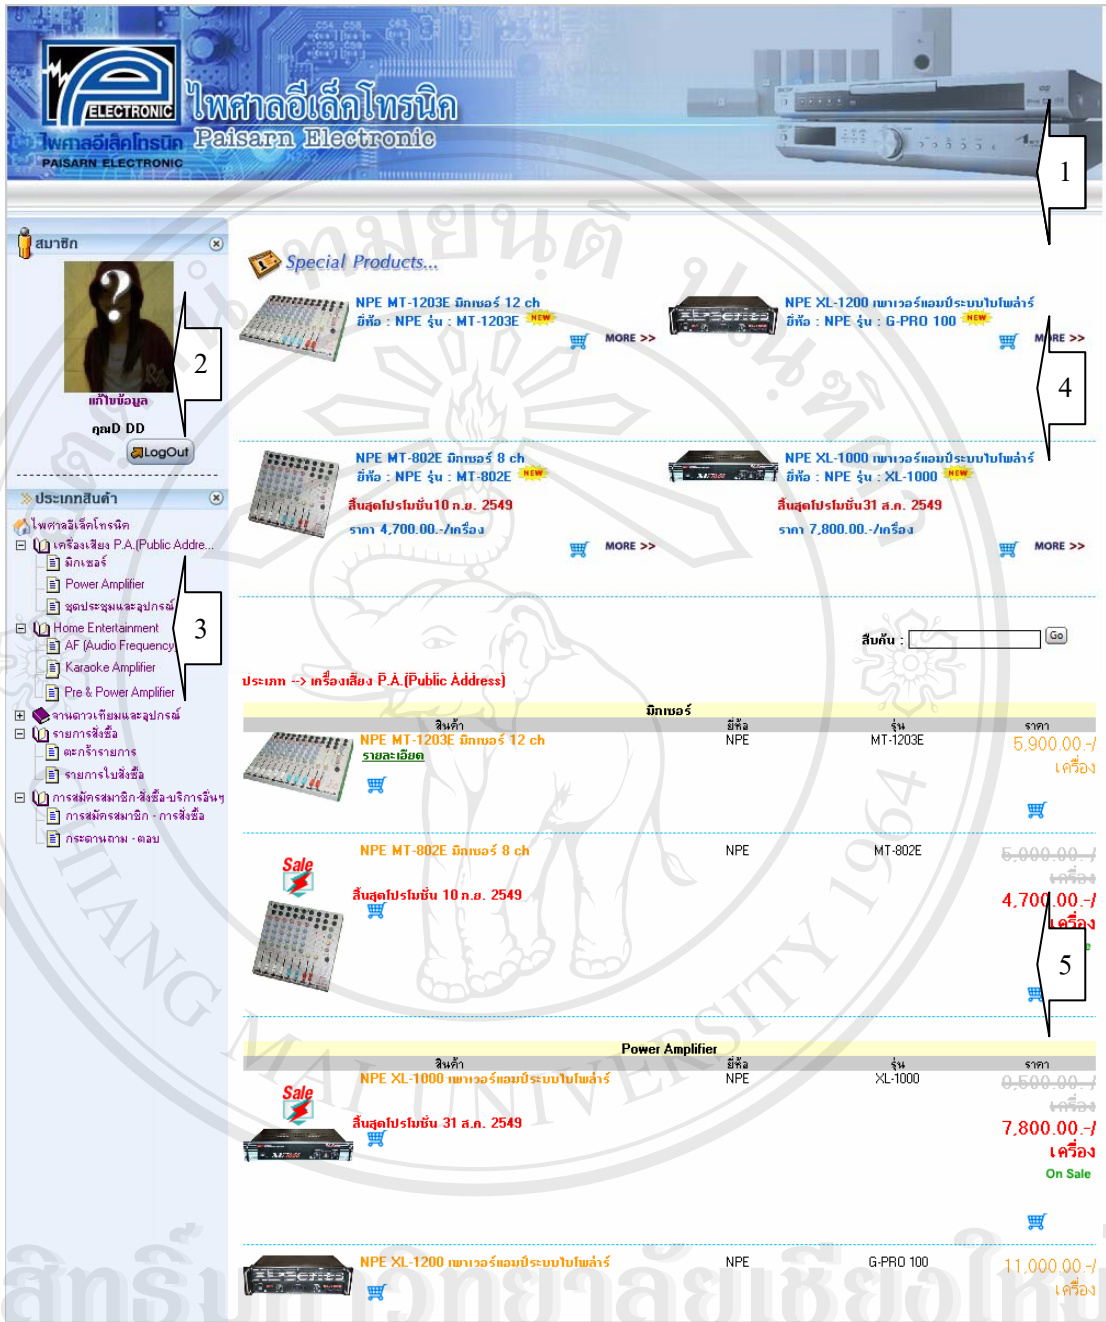 ELECTRONIC
ไพศาลอีเล็คโทรนิค
PAISARN ELECTRONIC
ไพศาลอีเล็คโทรนิค
Paisarn Electronic
1
สมาชิก
2
แก้ไขข้อมูล
คุณD DD
LogOut
ประเภทสินค้า
ไพศาลอิเล็คโทรนิค
เครื่องเสียง P.A.(Public Addre...
มิกเซอร์
Power Amplifier
ชุดประชุมและอุปกรณ์
Home Entertainment
AF (Audio Frequency)
Karaoke Amplifier
Pre & Power Amplifier
3
จานดาวเทียมและอุปกรณ์
รายการสั่งซื้อ
ตะกร้ารายการ
รายการใบสั่งซื้อ
การสมัครสมาชิก-สั่งซื้อ-บริการอื่นๆ
การสมัครสมาชิก - การสั่งซื้อ
กระดานถาม - ตอบ
Special Products...
NPE MT-1203E มิกเซอร์ 12 ch
ยี่ห้อ : NPE รุ่น : MT-1203E NEW
MORE >>
NPE XL-1200 เพาเวอร์แอมป์ระบบไบโพล่าร์
ยี่ห้อ : NPE รุ่น : G-PRO 100 NEW
MORE >>
4
NPE MT-802E มิกเซอร์ 8 ch
ยี่ห้อ : NPE รุ่น : MT-802E NEW
สิ้นสุดโปรโมชั่น10 ก.ย. 2549
ราคา 4,700.00.-/เครื่อง
MORE >>
NPE XL-1000 เพาเวอร์แอมป์ระบบไบโพล่าร์
ยี่ห้อ : NPE รุ่น : XL-1000 NEW
สิ้นสุดโปรโมชั่น31 ส.ค. 2549
ราคา 7,800.00.-/เครื่อง
MORE >>
สืบค้น : Go
ประเภท --> เครื่องเสียง P.A.(Public Address)
มิกเซอร์
สินค้า ยี่ห้อ รุ่น ราคา
NPE MT-1203E มิกเซอร์ 12 ch NPE MT-1203E 5,900.00.-/
รายละเอียด เครื่อง
NPE MT-802E มิกเซอร์ 8 ch NPE MT-802E 5,000.00.-/
Sale เครื่อง
สิ้นสุดโปรโมชั่น 10 ก.ย. 2549 4,700.00.-/
เครื่อง
5
Power Amplifier
สินค้า ยี่ห้อ รุ่น ราคา
NPE XL-1000 เพาเวอร์แอมป์ระบบไบโพล่าร์ NPE XL-1000
Sale เครื่อง
สิ้นสุดโปรโมชั่น 31 ส.ค. 2549 7,800.00.-/
เครื่อง
On Sale
NPE XL-1200 เพาเวอร์แอมป์ระบบไบโพล่าร์ NPE G-PRO 100 11,000.00.-/
เครื่อง
CHIANG MAI UNIVERSITY 1964